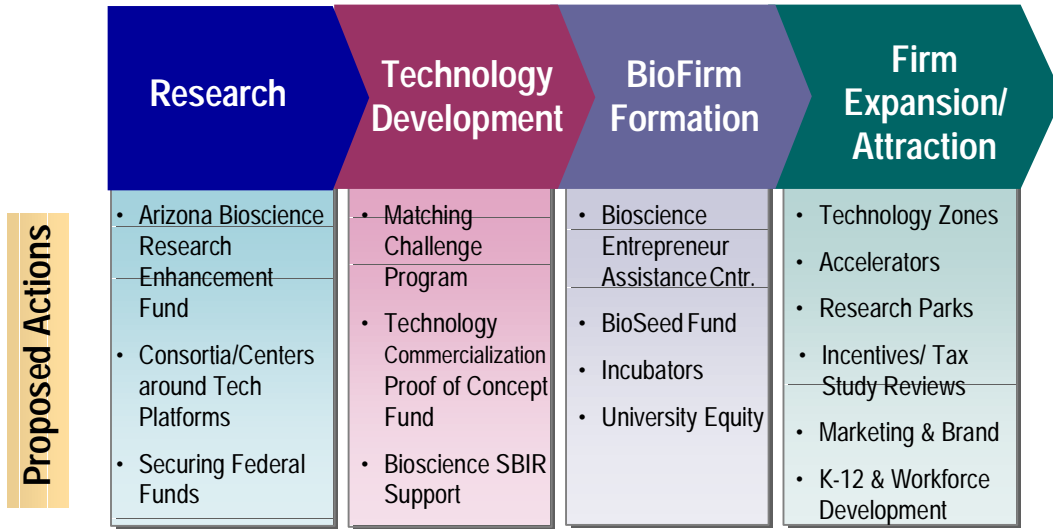 Research
Technology
Development
BioFirm
Formation
Firm
Expansion/
Attraction
Proposed Actions
• Arizona Bioscience
Research
Enhancement
Fund
• Consortia/Centers
around Tech
Platforms
• Securing Federal
Funds
• Matching
Challenge
Program
• Technology
Commercialization
Proof of Concept
Fund
• Bioscience SBIR
Support
• Bioscience
Entrepreneur
Assistance Cntr.
• BioSeed Fund
• Incubators
• University Equity
• Technology Zones
• Accelerators
• Research Parks
• Incentives/ Tax
Study Reviews
• Marketing & Brand
• K-12 & Workforce
Development